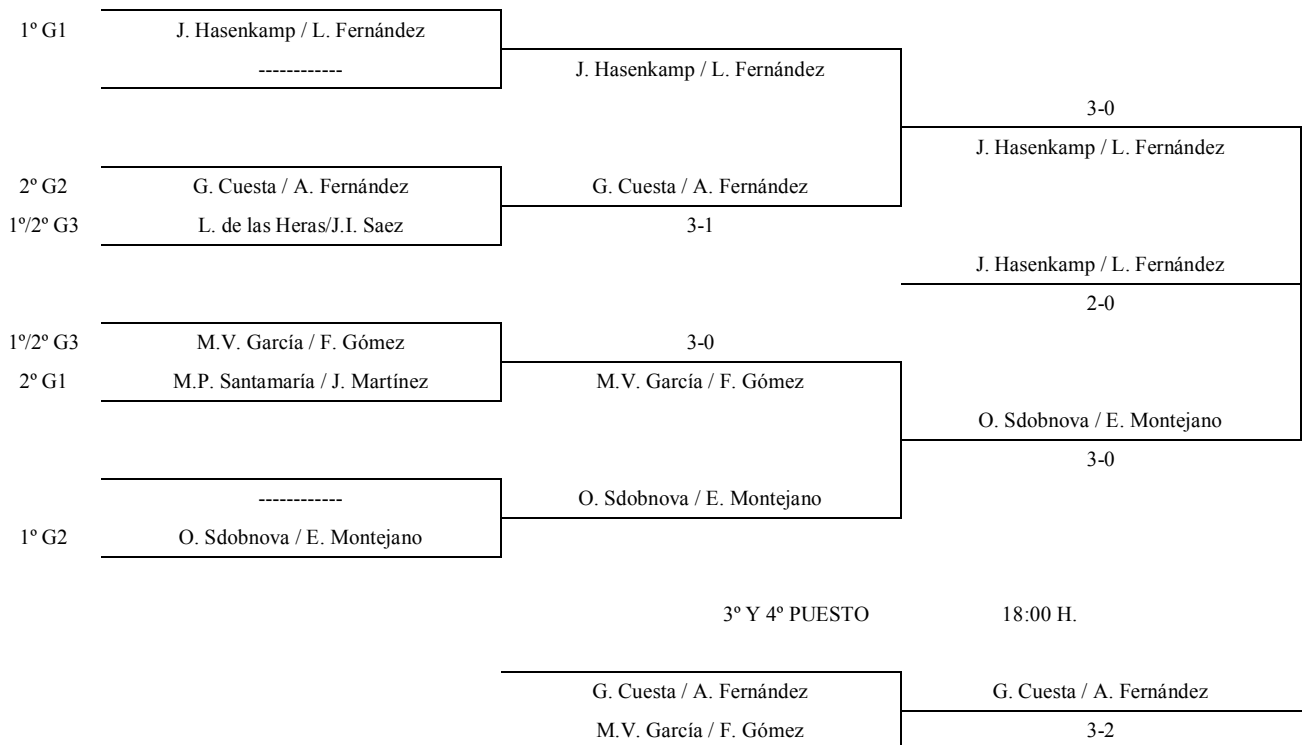 1º G1 J. Hasenkamp / L. Fernández
------------ J. Hasenkamp / L. Fernández
3-0
J. Hasenkamp / L. Fernández
2º G2 G. Cuesta / A. Fernández G. Cuesta / A. Fernández
1º/2º G3 L. de las Heras/J.I. Saez 3-1
J. Hasenkamp / L. Fernández
2-0
1º/2º G3 M.V. García / F. Gómez 3-0
2º G1 M.P. Santamaría / J. Martínez M.V. García / F. Gómez
O. Sdobnova / E. Montejano
3-0
------------ O. Sdobnova / E. Montejano
1º G2 O. Sdobnova / E. Montejano
3º Y 4º PUESTO 18:00 H.
G. Cuesta / A. Fernández G. Cuesta / A. Fernández
M.V. García / F. Gómez 3-2